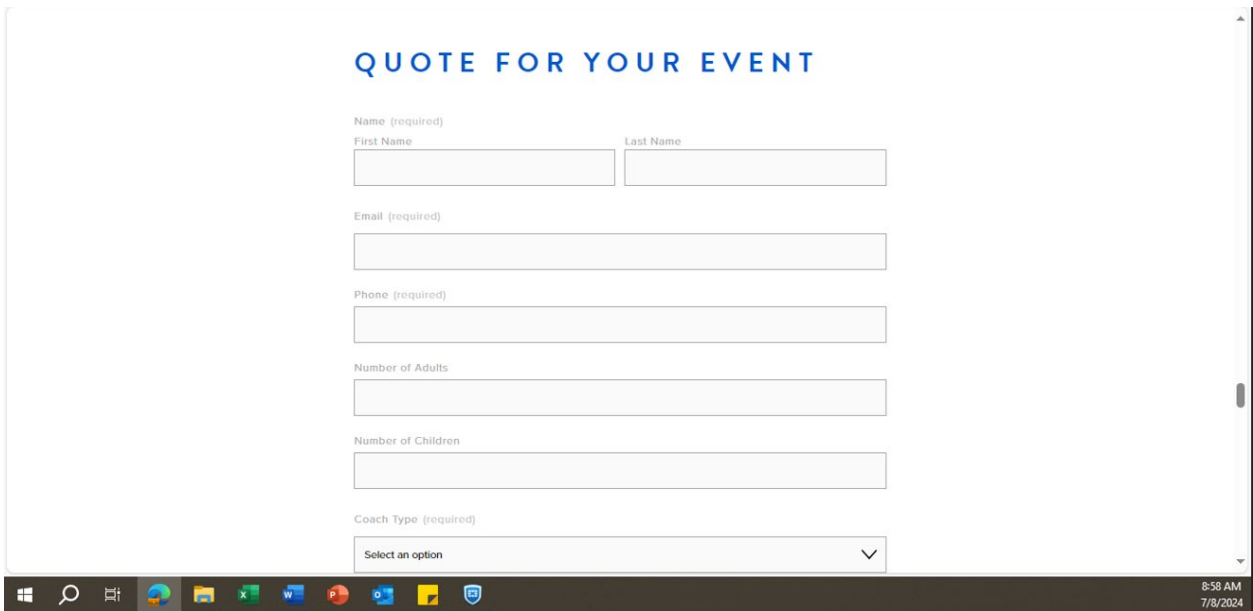 QUOTE FOR YOUR EVENT
Name (required)
First Name Last Name
Email (required)
Phone (required)
Number of Adults
Number of Children
Coach Type (required)
Select an option
8:58 AM
7/8/2024